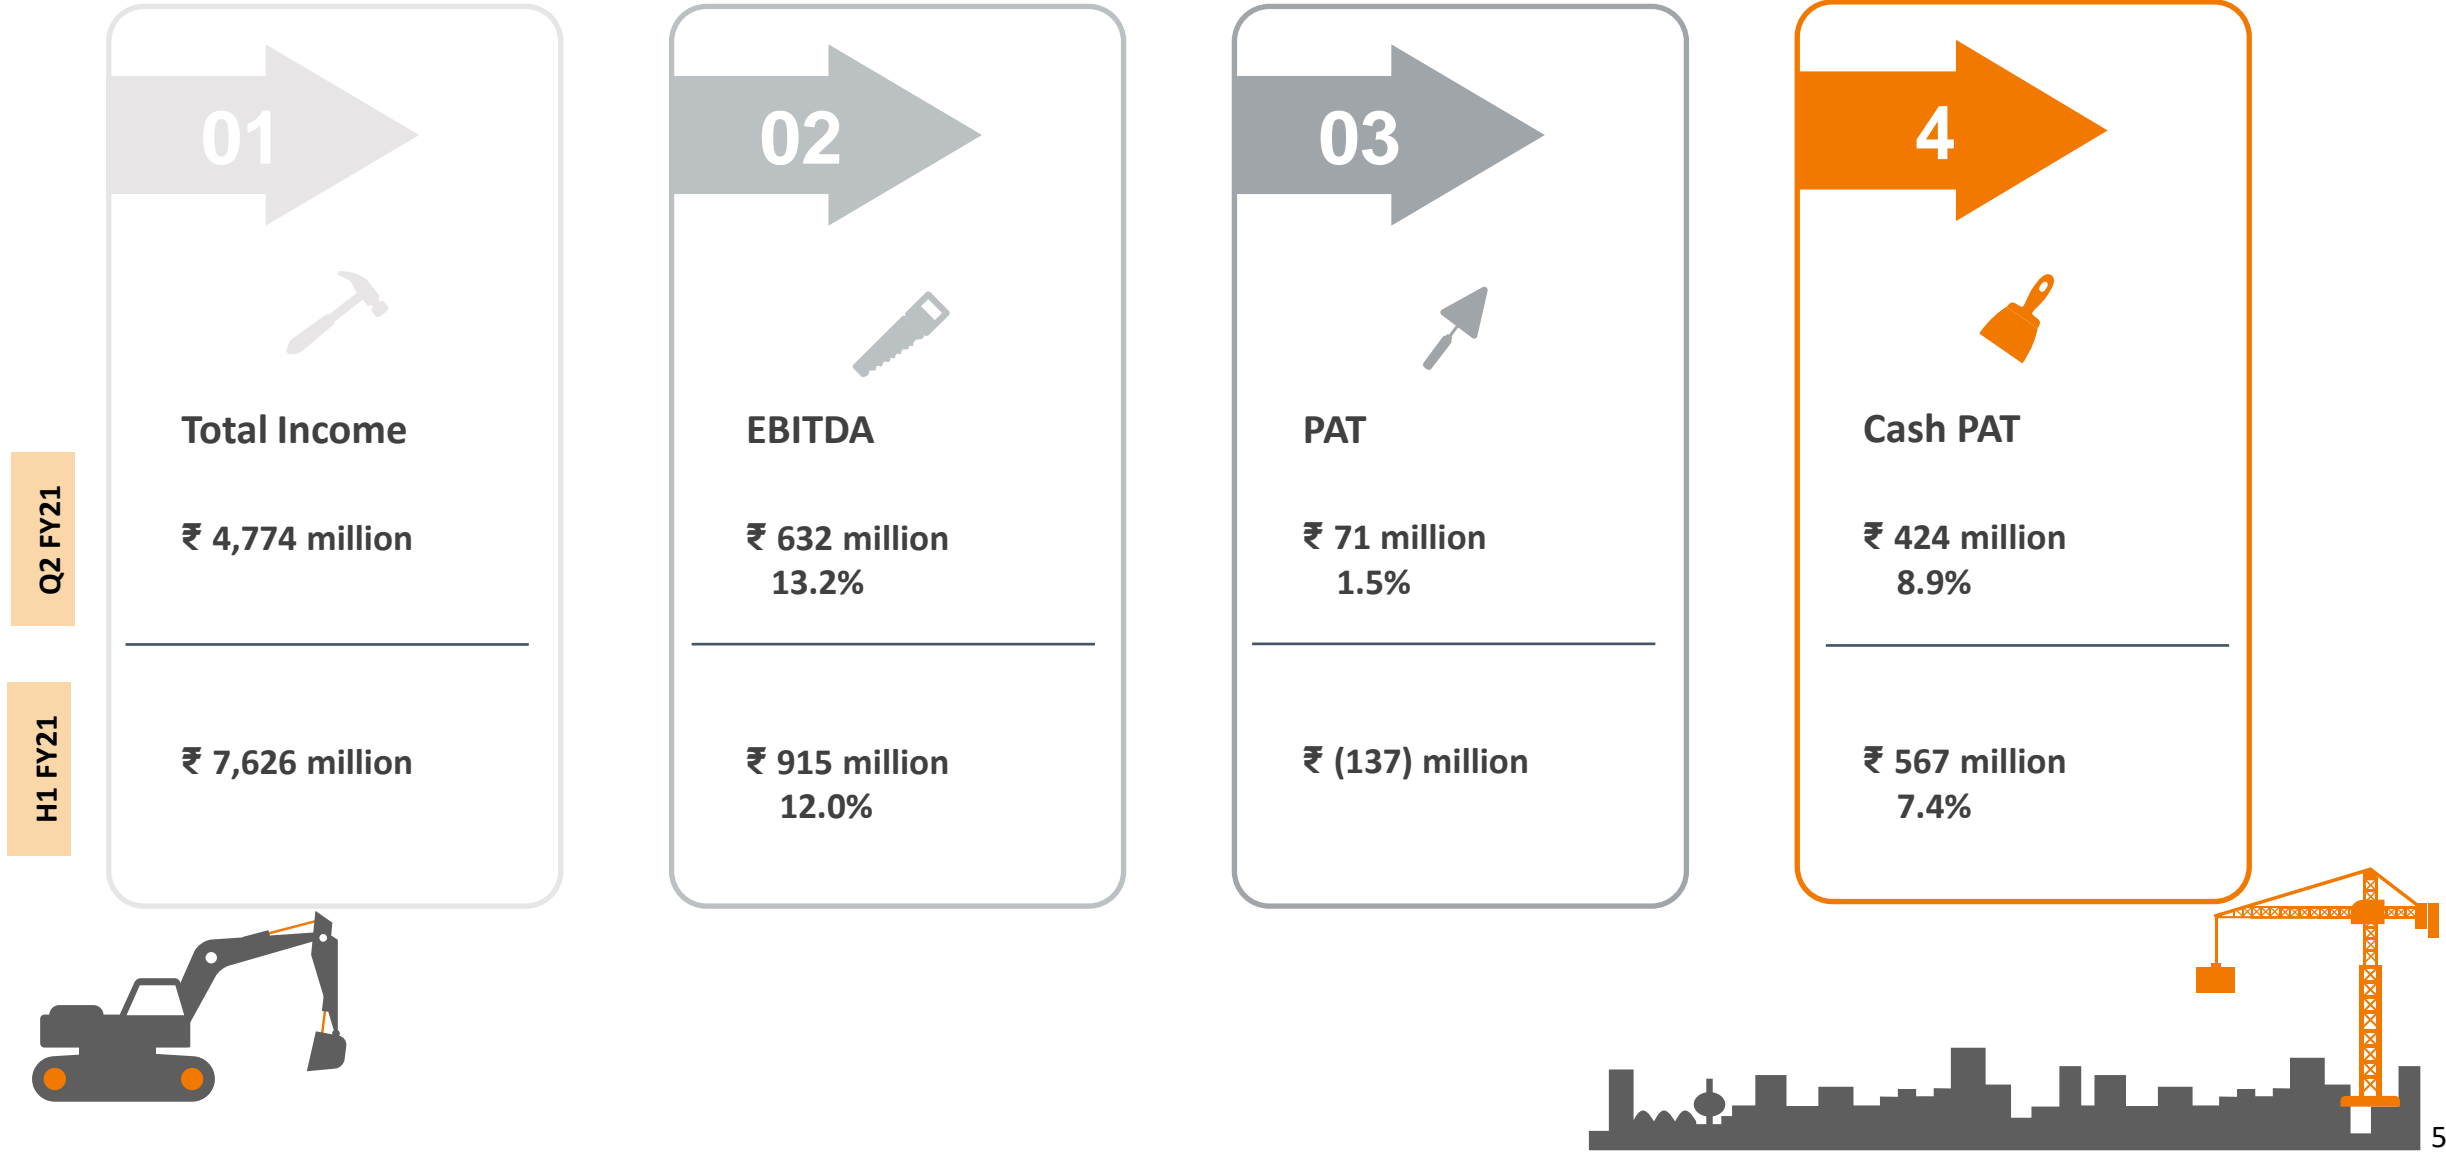 01
02
03
4
Total Income
EBITDA
PAT
Cash PAT
Q2 FY21
₹ 4,774 million
₹ 632 million
13.2%
₹ 71 million
1.5%
₹ 424 million
8.9%
H1 FY21
₹ 7,626 million
₹ 915 million
12.0%
₹ (137) million
₹ 567 million
7.4%
5